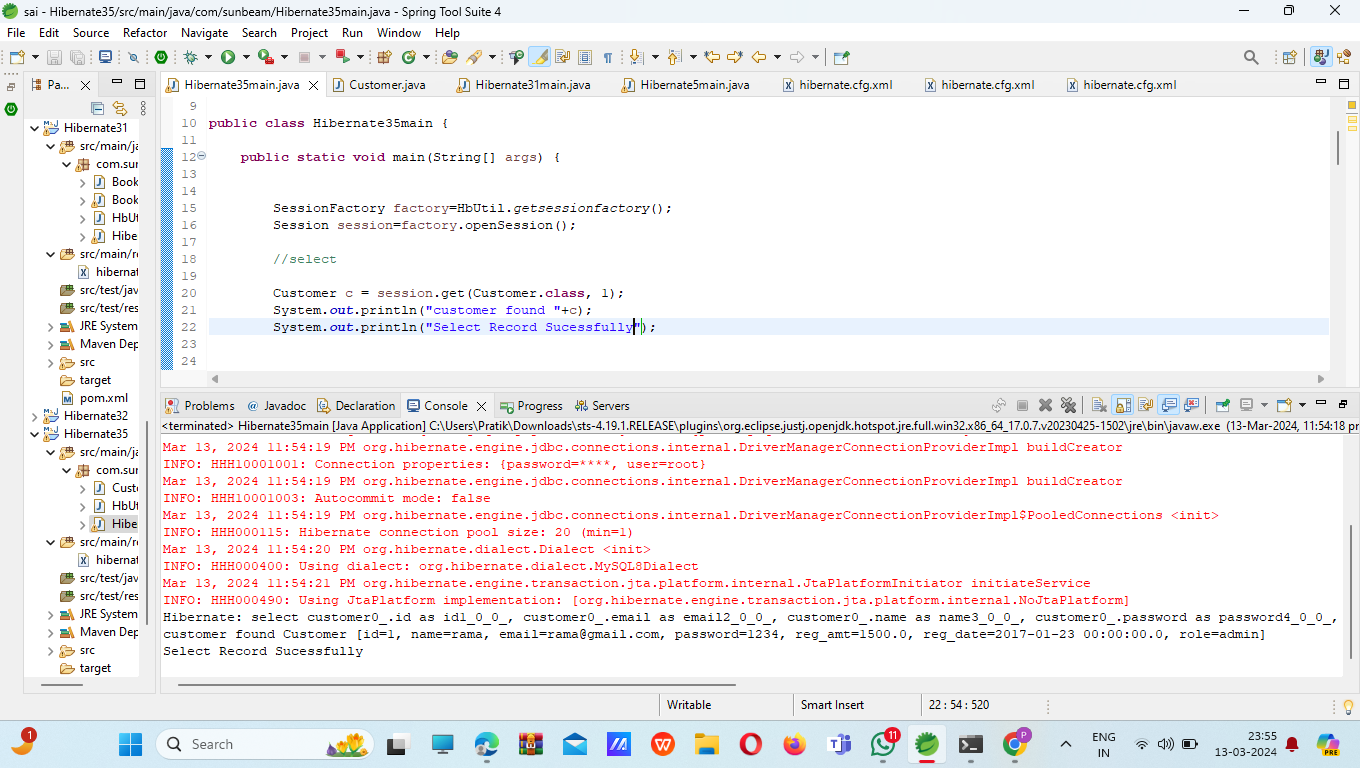 sai - Hibernate35/src/main/java/com/sunbeam/Hibernate35main.java - Spring Tool Suite 4
File Edit Source Refactor Navigate Search Project Run Window Help
Pa...
Hibernate35main.java Customer.java Hibernate31main.java Hibernate5main.java hibernate.cfg.xml hibernate.cfg.xml hibernate.cfg.xml
Hibernate31
src/main/ja
com.sur
Book
Book
HbUt
Hibe
src/main/re
hibernat
src/test/jav
src/test/res
JRE System
Maven Dep
src
target
pom.xml
Hibernate32
Hibernate35
src/main/ja
com.sun
Custo
HbUt
Hibe
src/main/re
hibernat
src/test/jav
src/test/res
JRE System
Maven Dep
src
target
9
10 public class Hibernate35main {
11
12 public static void main(String[] args) {
13
14
15 SessionFactory factory=HbUtil.getsessionfactory();
16 Session session=factory.openSession();
17
18 //select
19
20 Customer c = session.get(Customer.class, 1);
21 System.out.println("customer found "+c);
22 System.out.println("Select Record Sucessfully");
23
24
Problems @ Javadoc Declaration Console Progress Servers
<terminated> Hibernate35main [Java Application] C:\Users\Pratik\Downloads\sts-4.19.1.RELEASE\plugins\org.eclipse.justj.openjdk.hotspot.jre.full.win32.x86_64_17.0.7.v20230425-1502\jre\bin\javaw.exe (13-Mar-2024, 11:54:18 pr
Mar 13, 2024 11:54:19 PM org.hibernate.engine.jdbc.connections.internal.DriverManagerConnectionProviderImpl buildCreator
INFO: HHH10001001: Connection properties: {password=****, user=root}
Mar 13, 2024 11:54:19 PM org.hibernate.engine.jdbc.connections.internal.DriverManagerConnectionProviderImpl buildCreator
INFO: HHH10001003: Autocommit mode: false
Mar 13, 2024 11:54:19 PM org.hibernate.engine.jdbc.connections.internal.DriverManagerConnectionProviderImpl$PooledConnections <init>
INFO: HHH000115: Hibernate connection pool size: 20 (min=1)
Mar 13, 2024 11:54:20 PM org.hibernate.dialect.Dialect <init>
INFO: HHH000400: Using dialect: org.hibernate.dialect.MySQL8Dialect
Mar 13, 2024 11:54:21 PM org.hibernate.engine.transaction.jta.platform.internal.JtaPlatformInitiator initiateService
INFO: HHH000490: Using JtaPlatform implementation: [org.hibernate.engine.transaction.jta.platform.internal.NoJtaPlatform]
Hibernate: select customer0_.id as id1_0_0_, customer0_.email as email2_0_0_, customer0_.name as name3_0_0_, customer0_.password as password4_0_0_,
customer found Customer [id=1, name=rama, email=rama@gmail.com, password=1234, reg_amt=1500.0, reg_date=2017-01-23 00:00:00.0, role=admin]
Select Record Sucessfully
Writable Smart Insert 22 : 54 : 520
1
Search
11
P
ENG
IN
23:55
13-03-2024
PRE